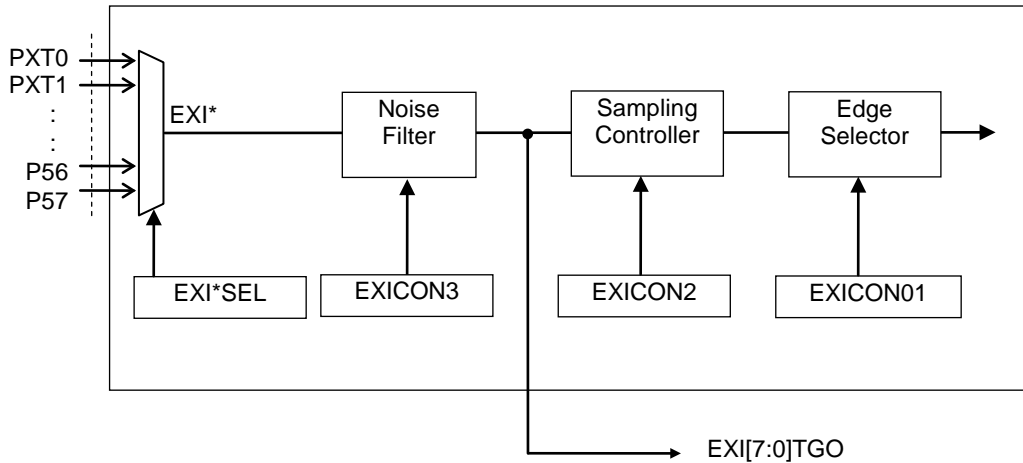 PXT0
PXT1
:
:
P56
P57
EXI*
Noise
Filter
Sampling
Controller
Edge
Selector
EXI*SEL
EXICON3
EXICON2
EXICON01
EXI[7:0]TGO